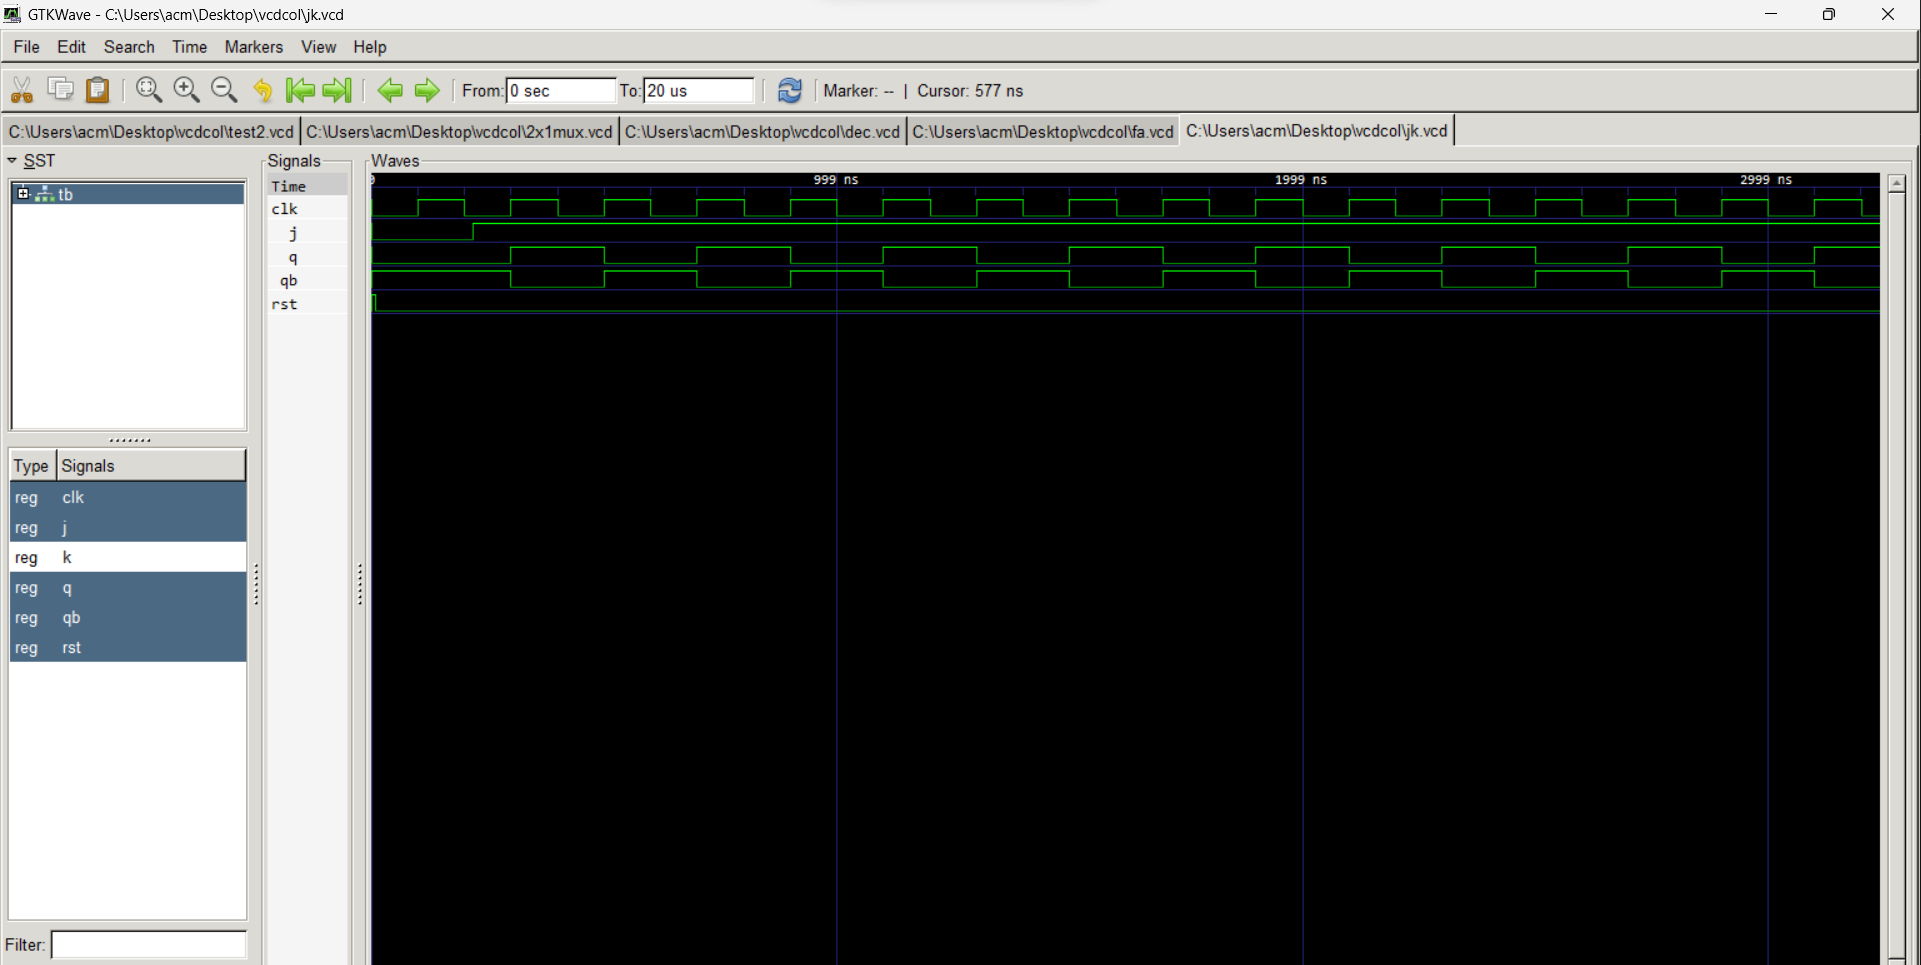 GTKWave - C:\Users\acm\Desktop\vcdcol\jk.vcd
File Edit Search Time Markers View Help
From: 0 sec To: 20 us Marker: -- | Cursor: 577 ns
C:\Users\acm\Desktop\vcdcol\test2.vcd C:\Users\acm\Desktop\vcdcol\2x1mux.vcd C:\Users\acm\Desktop\vcdcol\dec.vcd C:\Users\acm\Desktop\vcdcol\fa.vcd C:\Users\acm\Desktop\vcdcol\jk.vcd
SST
tb
Type Signals
reg clk
reg j
reg k
reg q
reg qb
reg rst
Filter:
Signals
Time
clk
j
q
qb
rst
Waves
999 ns 1999 ns 2999 ns